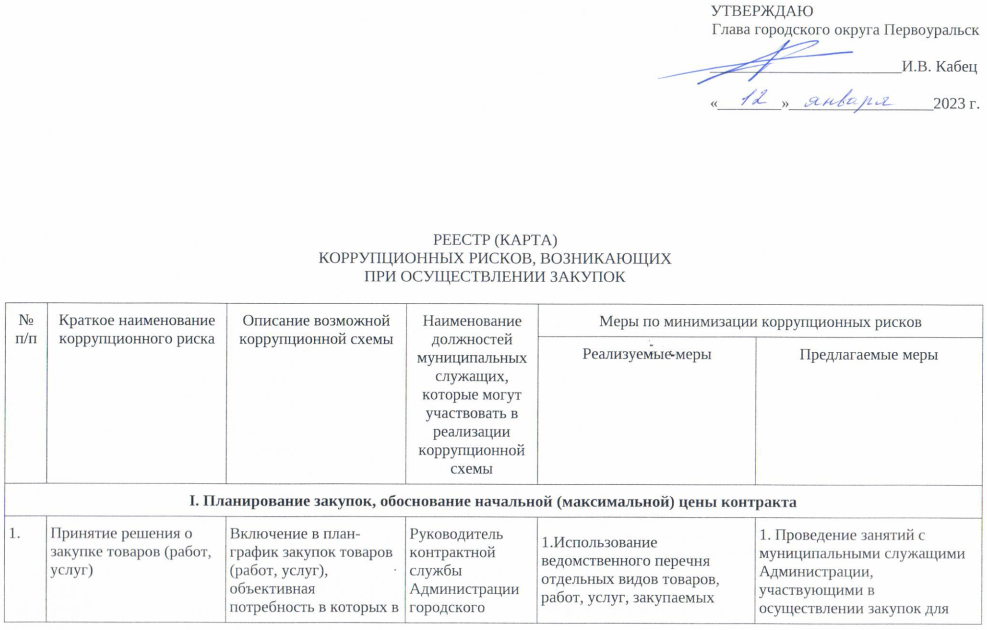 УТВЕРЖДАЮ
Глава городского округа Первоуральск
И.В. Кабец
« 12 » января 2023 г.
РЕЕСТР (КАРТА)
КОРРУПЦИОННЫХ РИСКОВ, ВОЗНИКАЮЩИХ
ПРИ ОСУЩЕСТВЛЕНИИ ЗАКУПОК
№
п/п
Краткое наименование
коррупционного риска
Описание возможной
коррупционной схемы
Наименование
должностей
муниципальных
служащих,
которые могут
участвовать в
реализации
коррупционной
схемы
Меры по минимизации коррупционных рисков
Реализуемые меры
Предлагаемые меры
I. Планирование закупок, обоснование начальной (максимальной) цены контракта
1.
Принятие решения о
закупке товаров (работ,
услуг)
Включение в план-
график закупок товаров
(работ, услуг),
объективная
потребность в которых в
Руководитель
контрактной
службы
Администрации
городского
1.Использование
ведомственного перечня
отдельных видов товаров,
работ, услуг, закупаемых
1. Проведение занятий с
муниципальными служащими
Администрации,
участвующими в
осуществлении закупок для